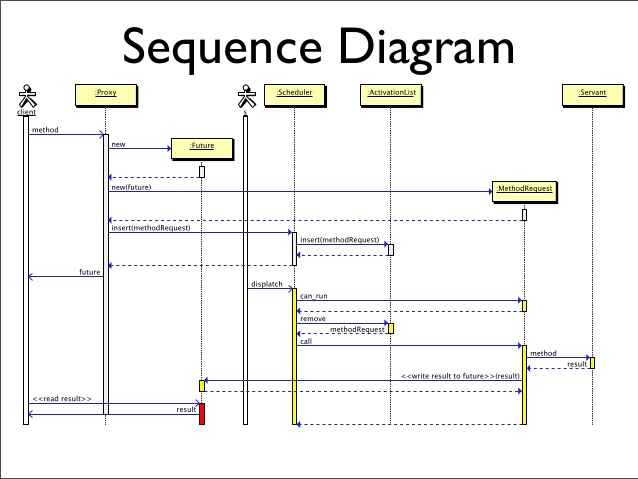 Sequence Diagram
:Proxy
:Scheduler
:ActivationList
:Servant
client
s
method
new
:Future
new(future)
:MethodRequest
insert(methodRequest)
insert(methodRequest)
future
displatch
can_run
remove
methodRequest
call
method
result
<<write result to future>>(result)
<<read result>>
result